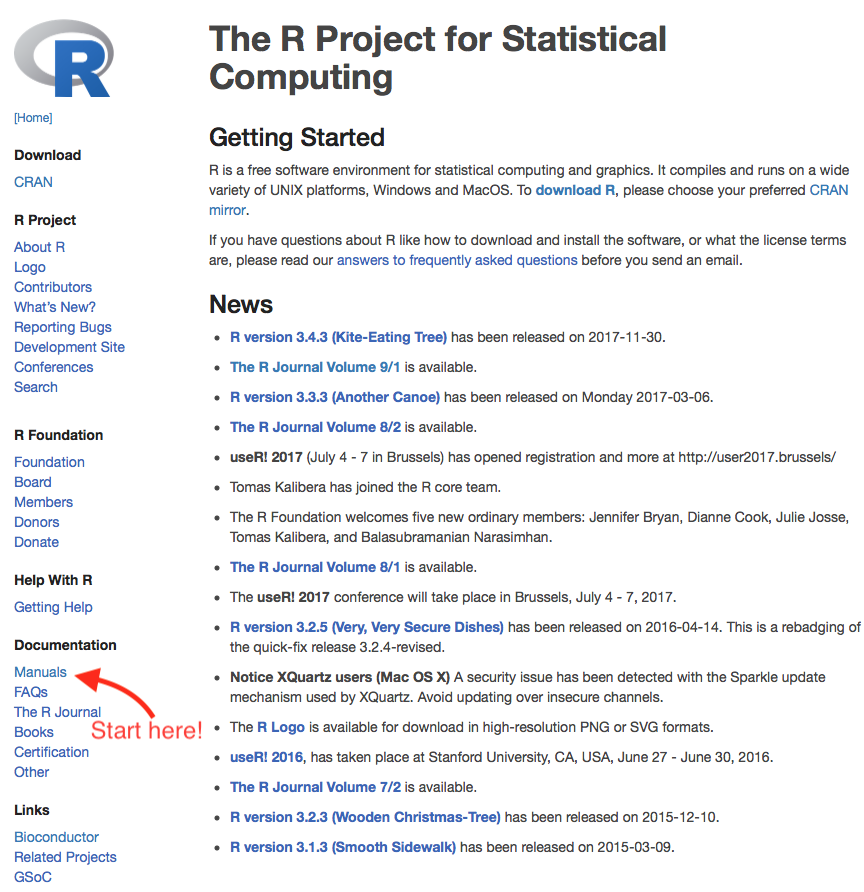 R
[Home]
Download
CRAN
R Project
About R
Logo
Contributors
What's New?
Reporting Bugs
Development Site
Conferences
Search
R Foundation
Foundation
Board
Members
Donors
Donate
Help With R
Getting Help
Documentation
Manuals
FAQs
The R Journal
Books
Certification
Other
Start here!
Links
Bioconductor
Related Projects
GSoC
The R Project for Statistical
Computing
Getting Started
R is a free software environment for statistical computing and graphics. It compiles and runs on a wide
variety of UNIX platforms, Windows and MacOS. To download R, please choose your preferred CRAN
mirror.
If you have questions about R like how to download and install the software, or what the license terms
are, please read our answers to frequently asked questions before you send an email.
News
• R version 3.4.3 (Kite-Eating Tree) has been released on 2017-11-30.
• The R Journal Volume 9/1 is available.
• R version 3.3.3 (Another Canoe) has been released on Monday 2017-03-06.
• The R Journal Volume 8/2 is available.
• useR! 2017 (July 4 - 7 in Brussels) has opened registration and more at http://user2017.brussels/
• Tomas Kalibera has joined the R core team.
• The R Foundation welcomes five new ordinary members: Jennifer Bryan, Dianne Cook, Julie Josse,
Tomas Kalibera, and Balasubramanian Narasimhan.
• The R Journal Volume 8/1 is available.
• The useR! 2017 conference will take place in Brussels, July 4 - 7, 2017.
• R version 3.2.5 (Very, Very Secure Dishes) has been released on 2016-04-14. This is a rebadging of
the quick-fix release 3.2.4-revised.
• Notice XQuartz users (Mac OS X) A security issue has been detected with the Sparkle update
mechanism used by XQuartz. Avoid updating over insecure channels.
• The R Logo is available for download in high-resolution PNG or SVG formats.
• useR! 2016, has taken place at Stanford University, CA, USA, June 27 - June 30, 2016.
• The R Journal Volume 7/2 is available.
• R version 3.2.3 (Wooden Christmas-Tree) has been released on 2015-12-10.
• R version 3.1.3 (Smooth Sidewalk) has been released on 2015-03-09.